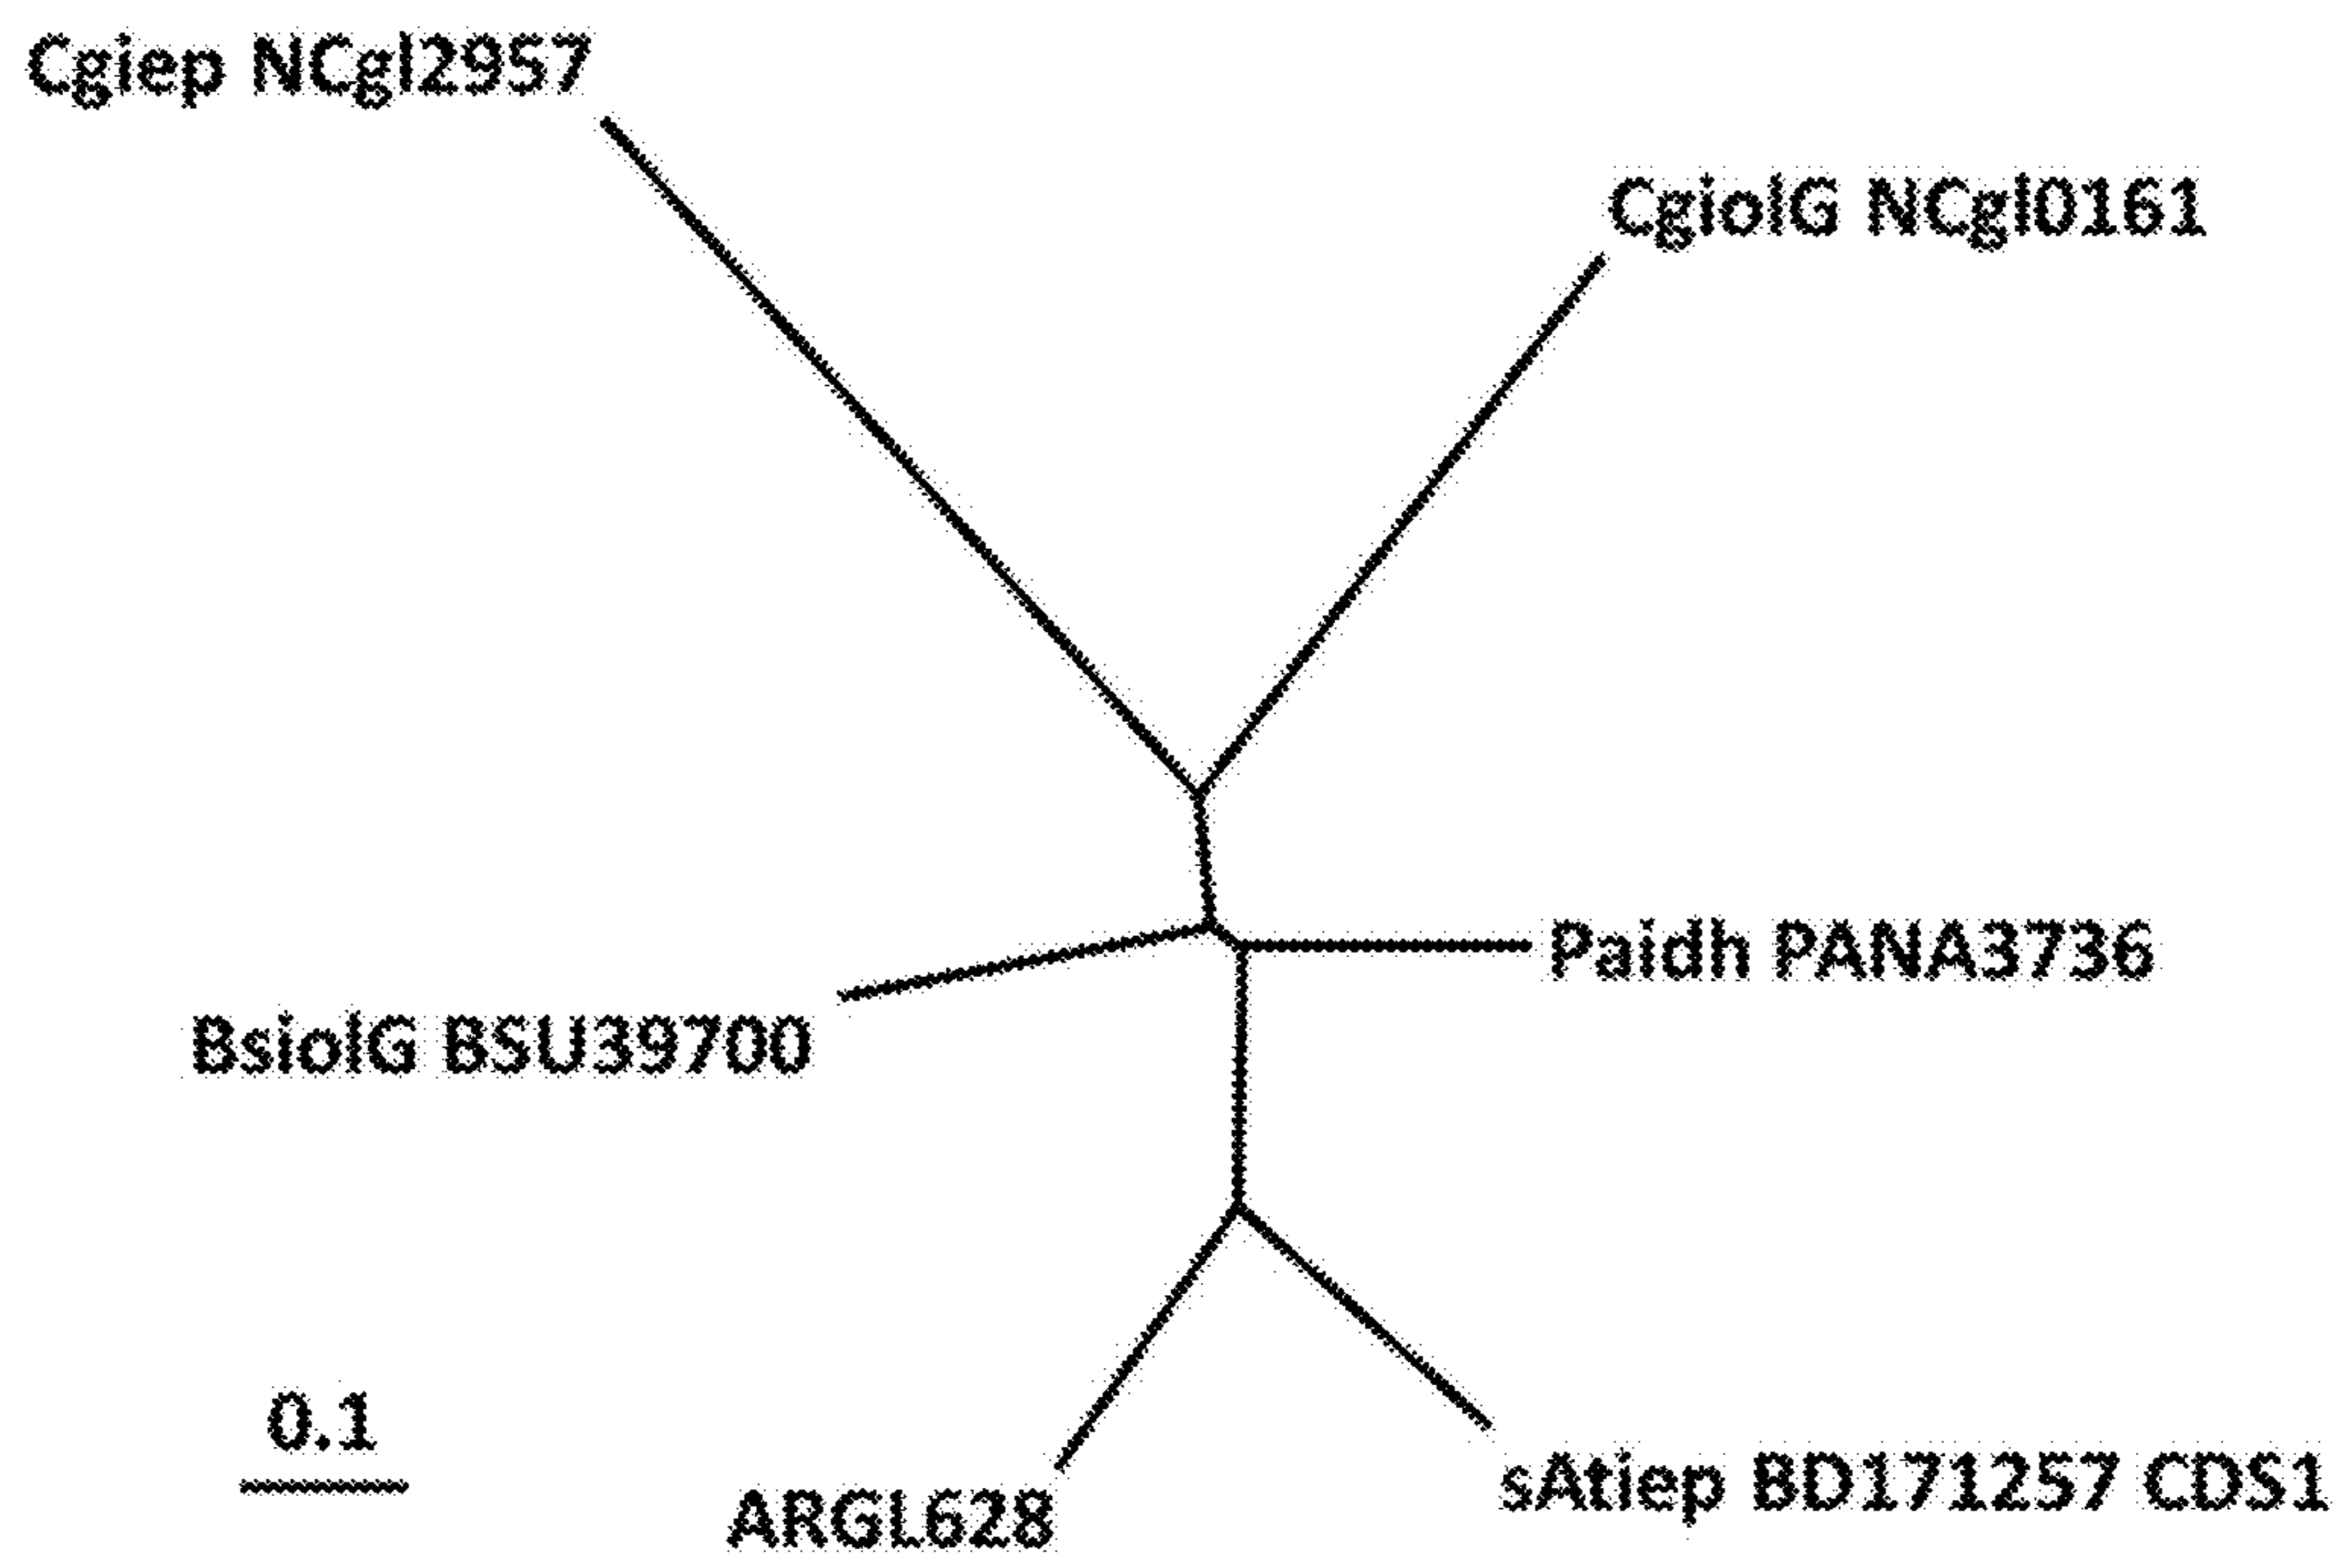 Cgiep NCgl2957
CgiolG NCgl0161
Paidh PANA3736
BsiolG BSU39700
0.1
sAtiep BD171257 CDS1
ARGL628